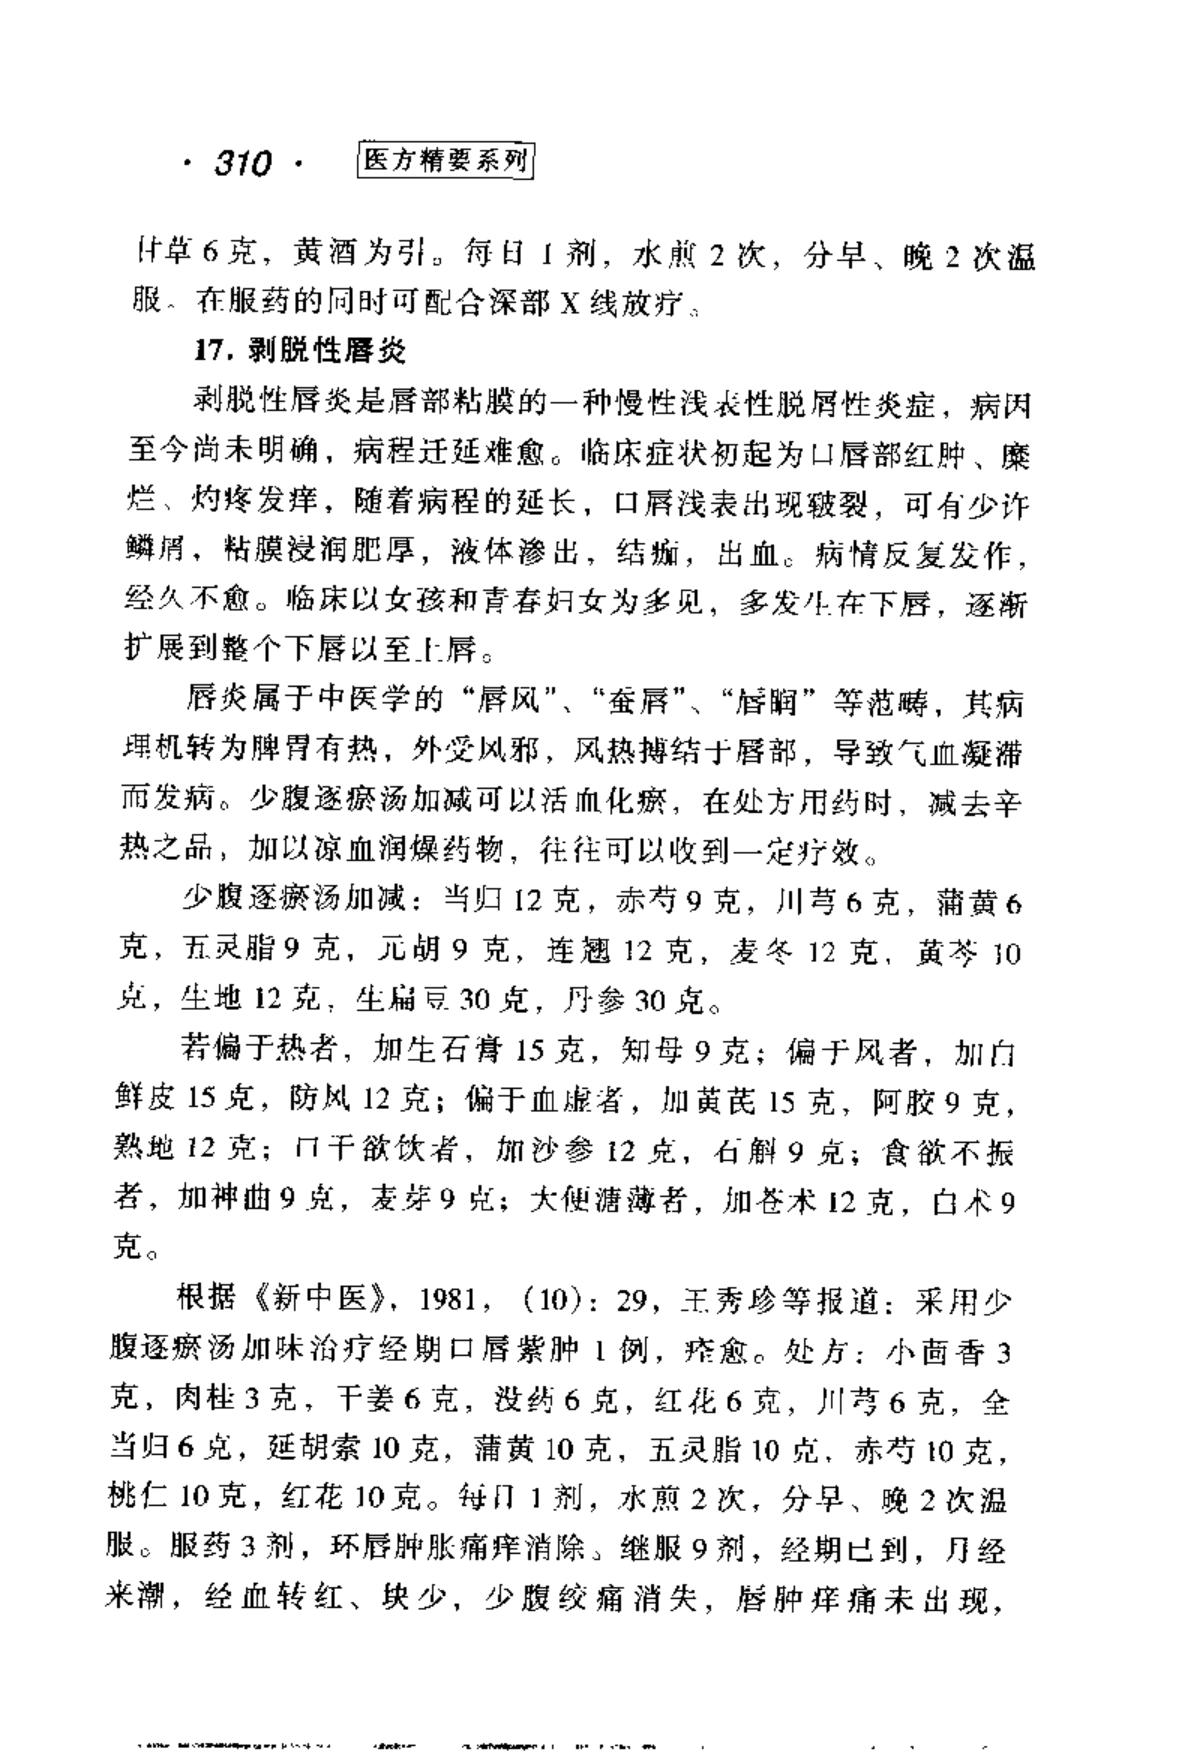 · 310 · 医方精要系列
甘草 6 克，黄酒为引。每日 1 剂，水煎 2 次，分早、晚 2 次温
服。在服药的同时可配合深部 X 线放疗。
17. 剥脱性唇炎
剥脱性唇炎是唇部粘膜的一种慢性浅表性脱屑性炎症，病因
至今尚未明确，病程迁延难愈。临床症状初起为口唇部红肿、糜
烂、灼疼发痒，随着病程的延长，口唇浅表出现皲裂，可有少许
鳞屑，粘膜浸润肥厚，液体渗出，结痂，出血。病情反复发作，
经久不愈。临床以女孩和青春妇女为多见，多发生在下唇，逐渐
扩展到整个下唇以至上唇。
唇炎属于中医学的“唇风”、“蚕唇”、“唇瞤”等范畴，其病
理机转为脾胃有热，外受风邪，风热搏结于唇部，导致气血凝滞
而发病。少腹逐瘀汤加减可以活血化瘀，在处方用药时，减去辛
热之品，加以凉血润燥药物，往往可以收到一定疗效。
少腹逐瘀汤加减：当归 12 克，赤芍 9 克，川芎 6 克，蒲黄 6
克，五灵脂 9 克，元胡 9 克，连翘 12 克，麦冬 12 克，黄芩 10
克，生地 12 克，生扁豆 30 克，丹参 30 克。
若偏于热者，加生石膏 15 克，知母 9 克；偏于风者，加白
鲜皮 15 克，防风 12 克；偏于血虚者，加黄芪 15 克，阿胶 9 克，
熟地 12 克；口干欲饮者，加沙参 12 克，石斛 9 克；食欲不振
者，加神曲 9 克，麦芽 9 克；大便溏薄者，加苍术 12 克，白术 9
克。
根据《新中医》，1981，（10）：29，王秀珍等报道：采用少
腹逐瘀汤加味治疗经期口唇紫肿 1 例，痊愈。处方：小茴香 3
克，肉桂 3 克，干姜 6 克，没药 6 克，红花 6 克，川芎 6 克，全
当归 6 克，延胡索 10 克，蒲黄 10 克，五灵脂 10 克，赤芍 10 克，
桃仁 10 克，红花 10 克。每日 1 剂，水煎 2 次，分早、晚 2 次温
服。服药 3 剂，环唇肿胀痛痒消除。继服 9 剂，经期已到，月经
来潮，经血转红、块少，少腹绞痛消失，唇肿痒痛未出现，